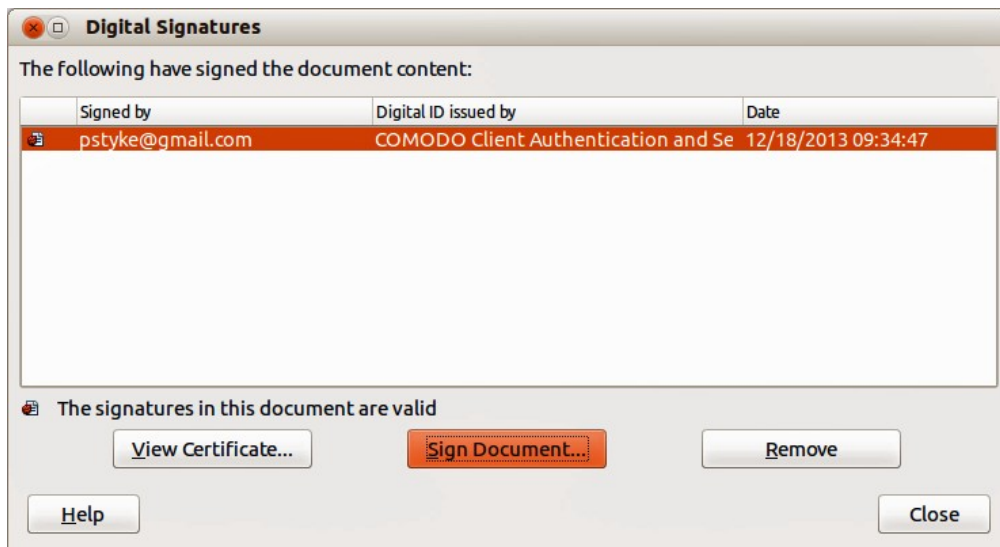 Digital Signatures
The following have signed the document content:
Signed by Digital ID issued by Date
pstyke@gmail.com COMODO Client Authentication and Se 12/18/2013 09:34:47
The signatures in this document are valid
View Certificate... Sign Document... Remove
Help Close